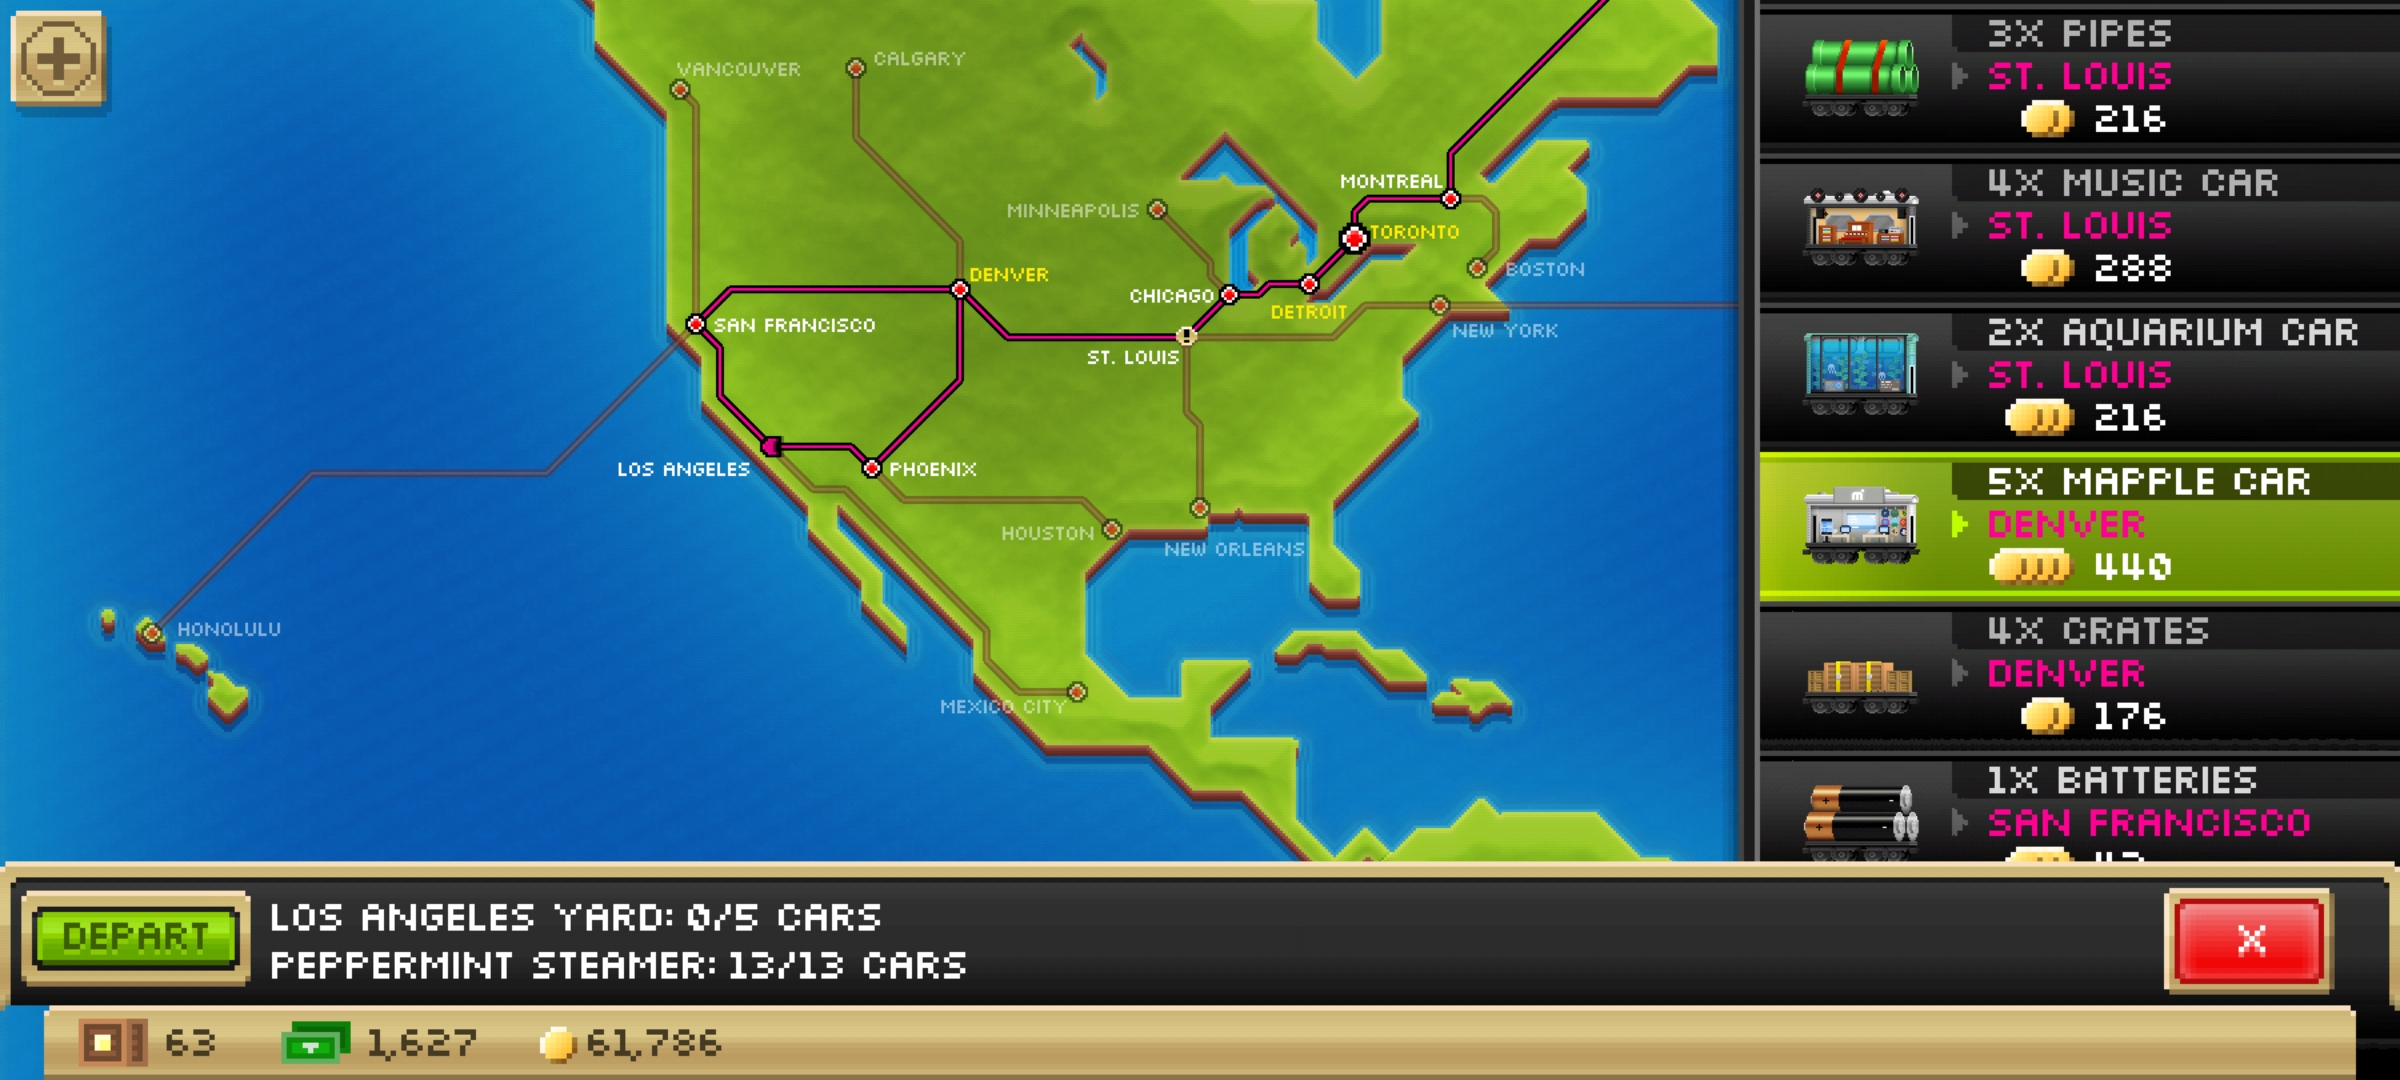 VANCOUVER
CALGARY
MINNEAPOLIS
MONTREAL
TORONTO
DENVER
CHICAGO
DETROIT
BOSTON
SAN FRANCISCO
ST. LOUIS
NEW YORK
LOS ANGELES
PHOENIX
HOUSTON
NEW ORLEANS
HONOLULU
MEXICO CITY
3X PIPES
ST. LOUIS
216
4X MUSIC CAR
ST. LOUIS
288
2X AQUARIUM CAR
ST. LOUIS
216
5X MAPPLE CAR
DENVER
440
4X CRATES
DENVER
176
1X BATTERIES
SAN FRANCISCO
DEPART
LOS ANGELES YARD: 0/5 CARS
PEPPERMINT STEAMER: 13/13 CARS
X
63
1,627
61,786